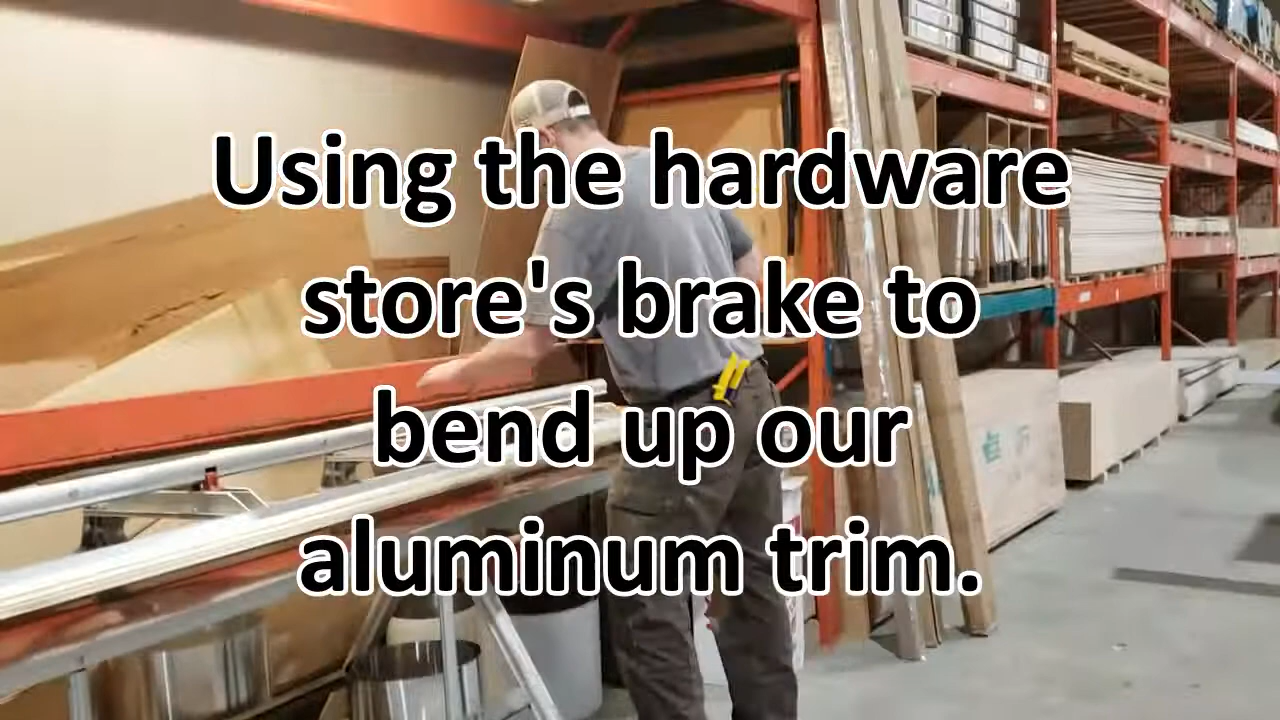 Using the hardware
store's brake to
bend up our
aluminum trim.